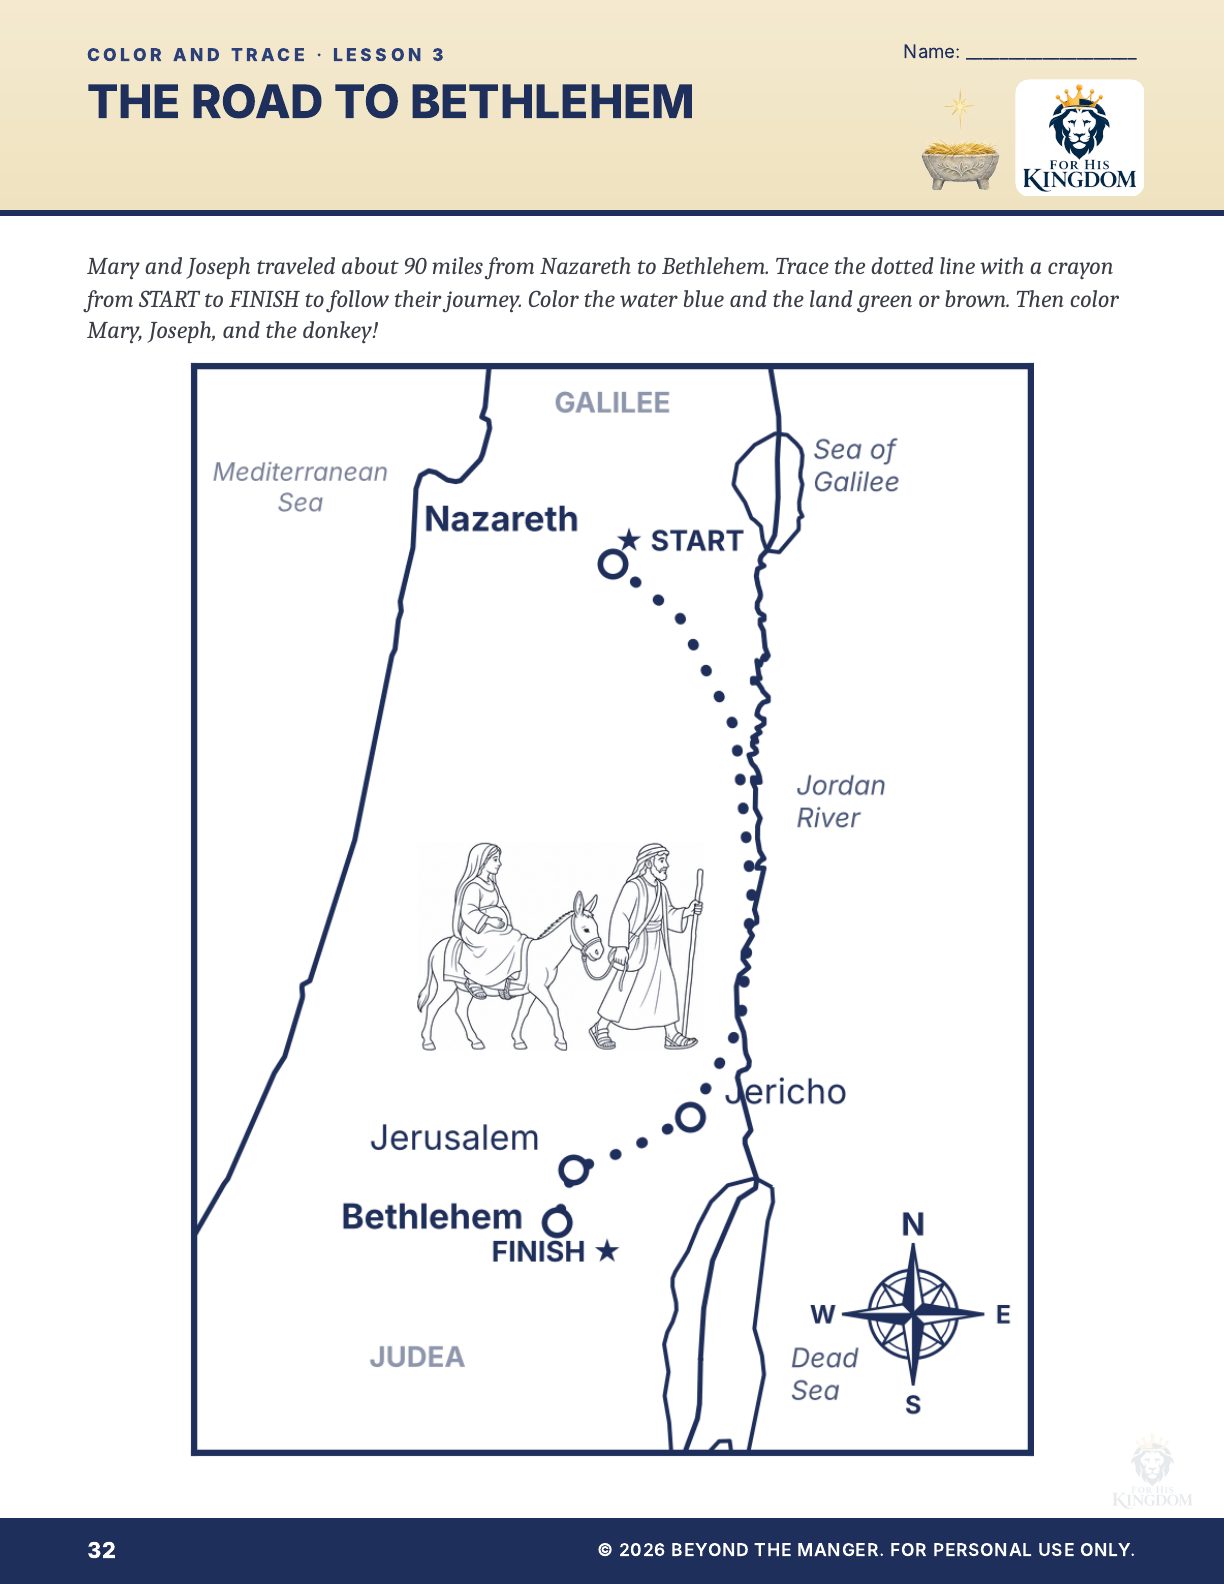 COLOR AND TRACE · LESSON 3
Name: ___________________
THE ROAD TO BETHLEHEM
FOR HIS
KINGDOM
Mary and Joseph traveled about 90 miles from Nazareth to Bethlehem. Trace the dotted line with a crayon
from START to FINISH to follow their journey. Color the water blue and the land green or brown. Then color
Mary, Joseph, and the donkey!
GALILEE
Mediterranean
Sea
Sea of
Galilee
Nazareth
★ START
Jordan
River
Jericho
Jerusalem
Bethlehem
FINISH ★
N
W
E
S
JUDEA
Dead
Sea
FOR HIS
KINGDOM
32
© 2026 BEYOND THE MANGER. FOR PERSONAL USE ONLY.